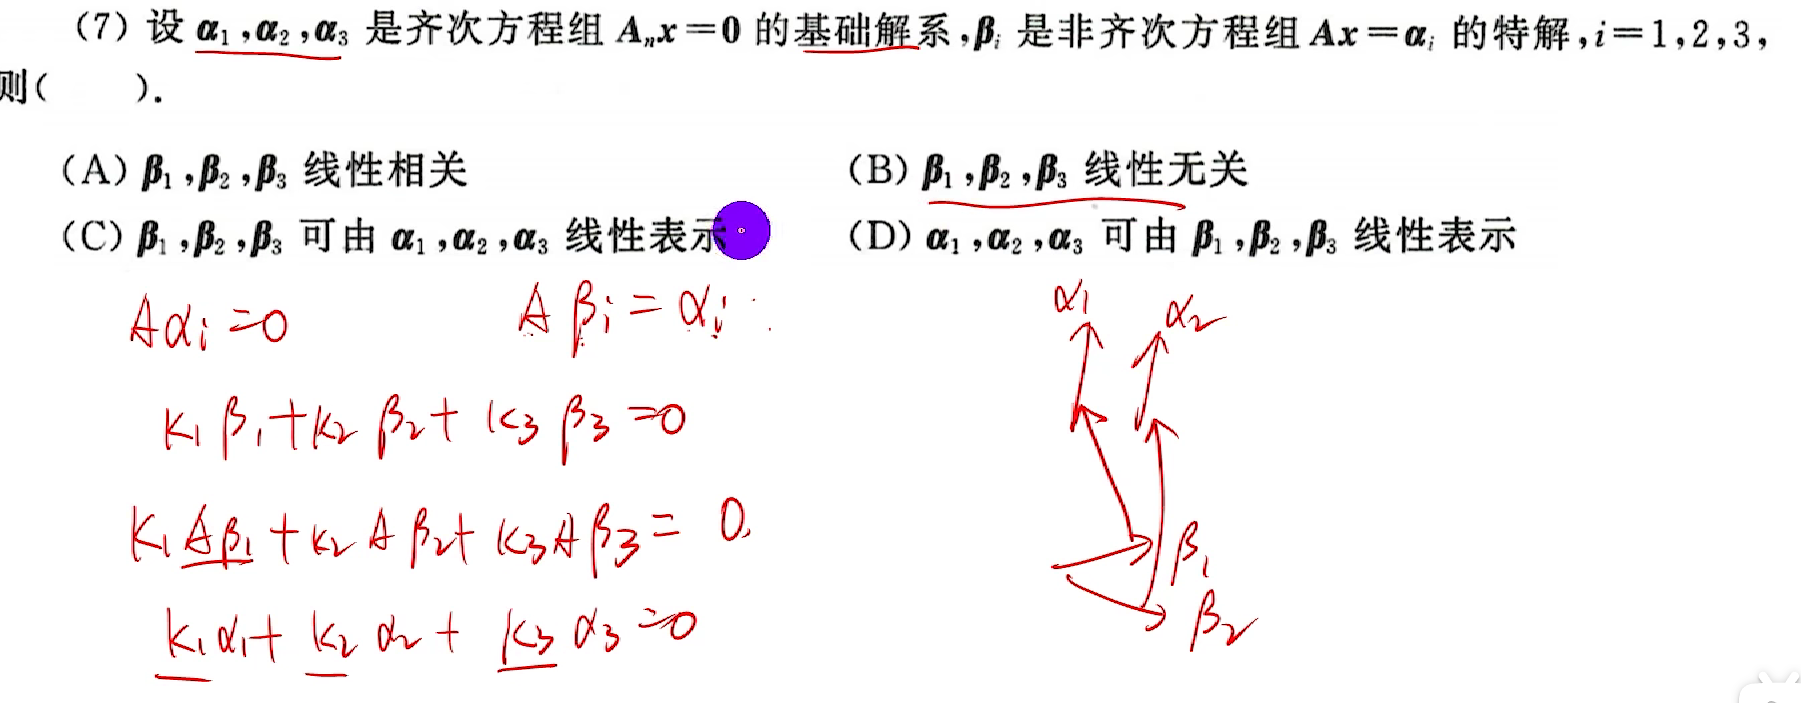 (7) 设 α₁,α₂,α₃ 是齐次方程组 Aₙx=0 的基础解系,βᵢ 是非齐次方程组 Ax=αᵢ 的特解,i=1,2,3,
则(    ).
(A) β₁,β₂,β₃ 线性相关 (B) β₁,β₂,β₃ 线性无关
(C) β₁,β₂,β₃ 可由 α₁,α₂,α₃ 线性表示 (D) α₁,α₂,α₃ 可由 β₁,β₂,β₃ 线性表示
Aαᵢ=0 Aβᵢ=αᵢ
α₁ α₂
k₁β₁+k₂β₂+k₃β₃=0
k₁Aβ₁+k₂Aβ₂+k₃Aβ₃=0
β₁
k₁α₁+k₂α₂+k₃α₃=0
β₂